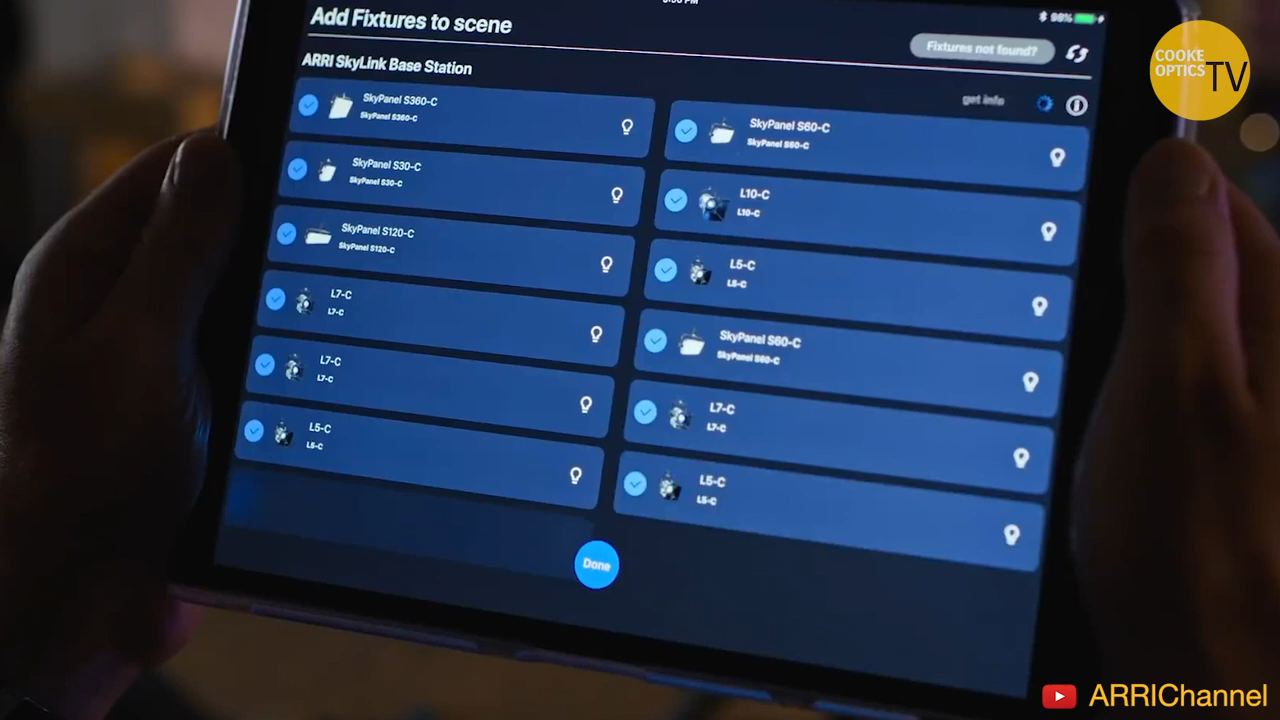 Add Fixtures to scene
98%
Fixtures not found?
ARRI SkyLink Base Station
get info
SkyPanel S360-C
SkyPanel S360-C
SkyPanel S30-C
SkyPanel S30-C
SkyPanel S120-C
SkyPanel S120-C
L7-C
L7-C
L7-C
L7-C
L5-C
L5-C
SkyPanel S60-C
SkyPanel S60-C
L10-C
L10-C
L5-C
L5-C
SkyPanel S60-C
SkyPanel S60-C
L7-C
L7-C
L5-C
L5-C
Done
COOKE
OPTICS TV
ARRIChannel